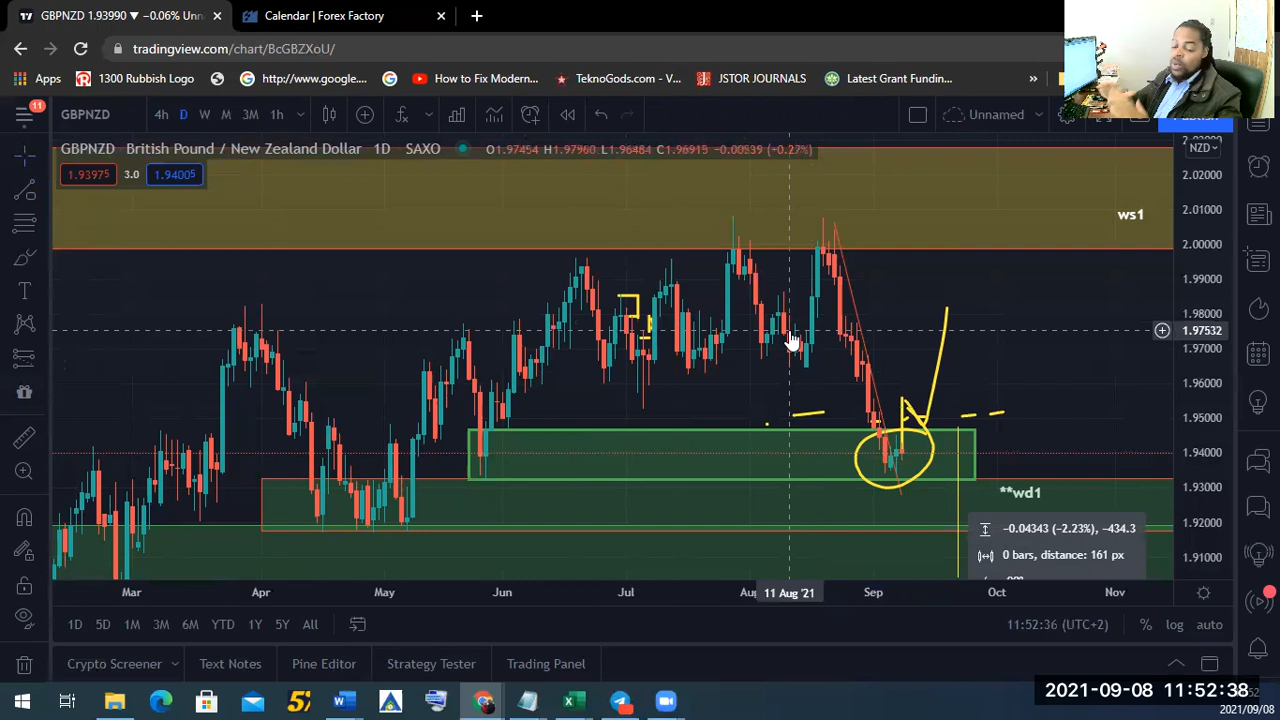 GBPNZD 1.93990 ▼ −0.06% Unn
Calendar | Forex Factory
tradingview.com/chart/BcGBZXoU/
Apps
1300 Rubbish Logo
http://www.google....
How to Fix Modern...
TeknoGods.com - V...
JSTOR JOURNALS
Latest Grant Fundin...
»
11
GBPNZD
4h D W M 3M 1h
Unnamed
Publish
GBPNZD British Pound / New Zealand Dollar 1D SAXO
O1.97454 H1.97960 L1.96484 C1.96915 −0.00539 (−0.27%)
NZD
1.93975 3.0 1.94005
2.02000
ws1
2.01000
2.00000
1.99000
1.98000
1.97532
1.97000
1.96000
1.95000
1.94000
1.93000
**wd1
1.92000
−0.04343 (−2.23%), −434.3
0 bars, distance: 161 px
1.91000
Mar Apr May Jun Jul Aug 11 Aug '21 Sep Oct Nov
1D 5D 1M 3M 6M YTD 1Y 5Y All
11:52:36 (UTC+2)
% log auto
Crypto Screener
Text Notes
Pine Editor
Strategy Tester
Trading Panel
2021-09-08 11:52:38
2021/09/08